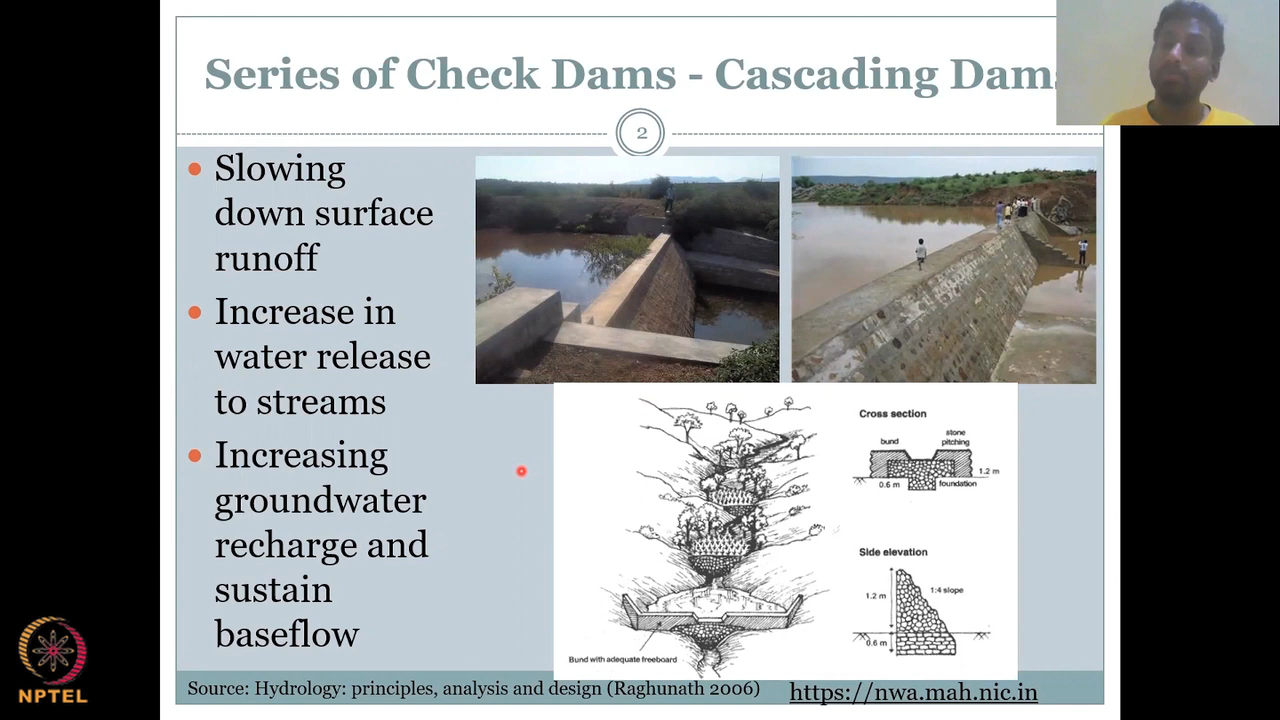 Series of Check Dams - Cascading Dam
2
• Slowing
down surface
runoff
• Increase in
water release
to streams
• Increasing
groundwater
recharge and
sustain
baseflow
Cross section
bund
stone
pitching
1.2 m
0.6 m
foundation
Side elevation
1.2 m
1:4 slope
0.6 m
Bund with adequate freeboard
Source: Hydrology: principles, analysis and design (Raghunath 2006)
https://nwa.mah.nic.in
NPTEL